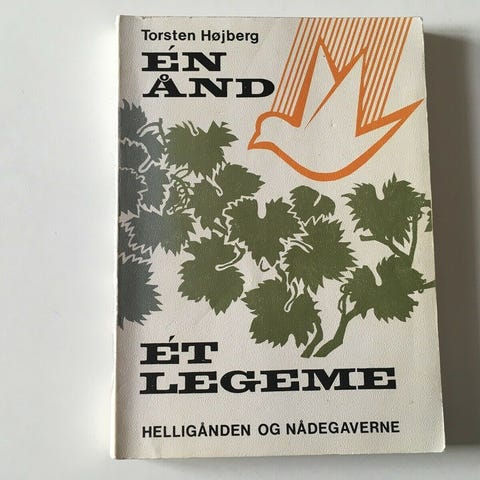 Torsten Højberg
ÉN
ÅND
ÉT
LEGEME
HELLIGÅNDEN OG NÅDEGAVERNE